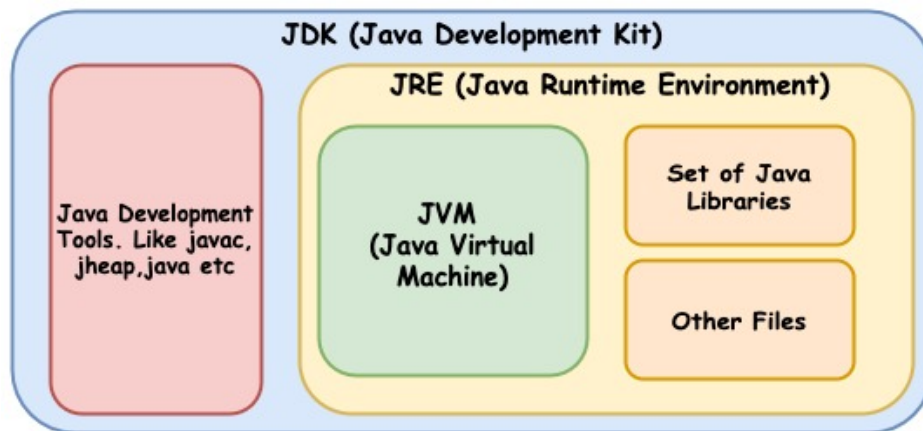 JDK (Java Development Kit)
JRE (Java Runtime Environment)
Java Development
Tools. Like javac,
jheap,java etc
JVM
(Java Virtual
Machine)
Set of Java
Libraries
Other Files